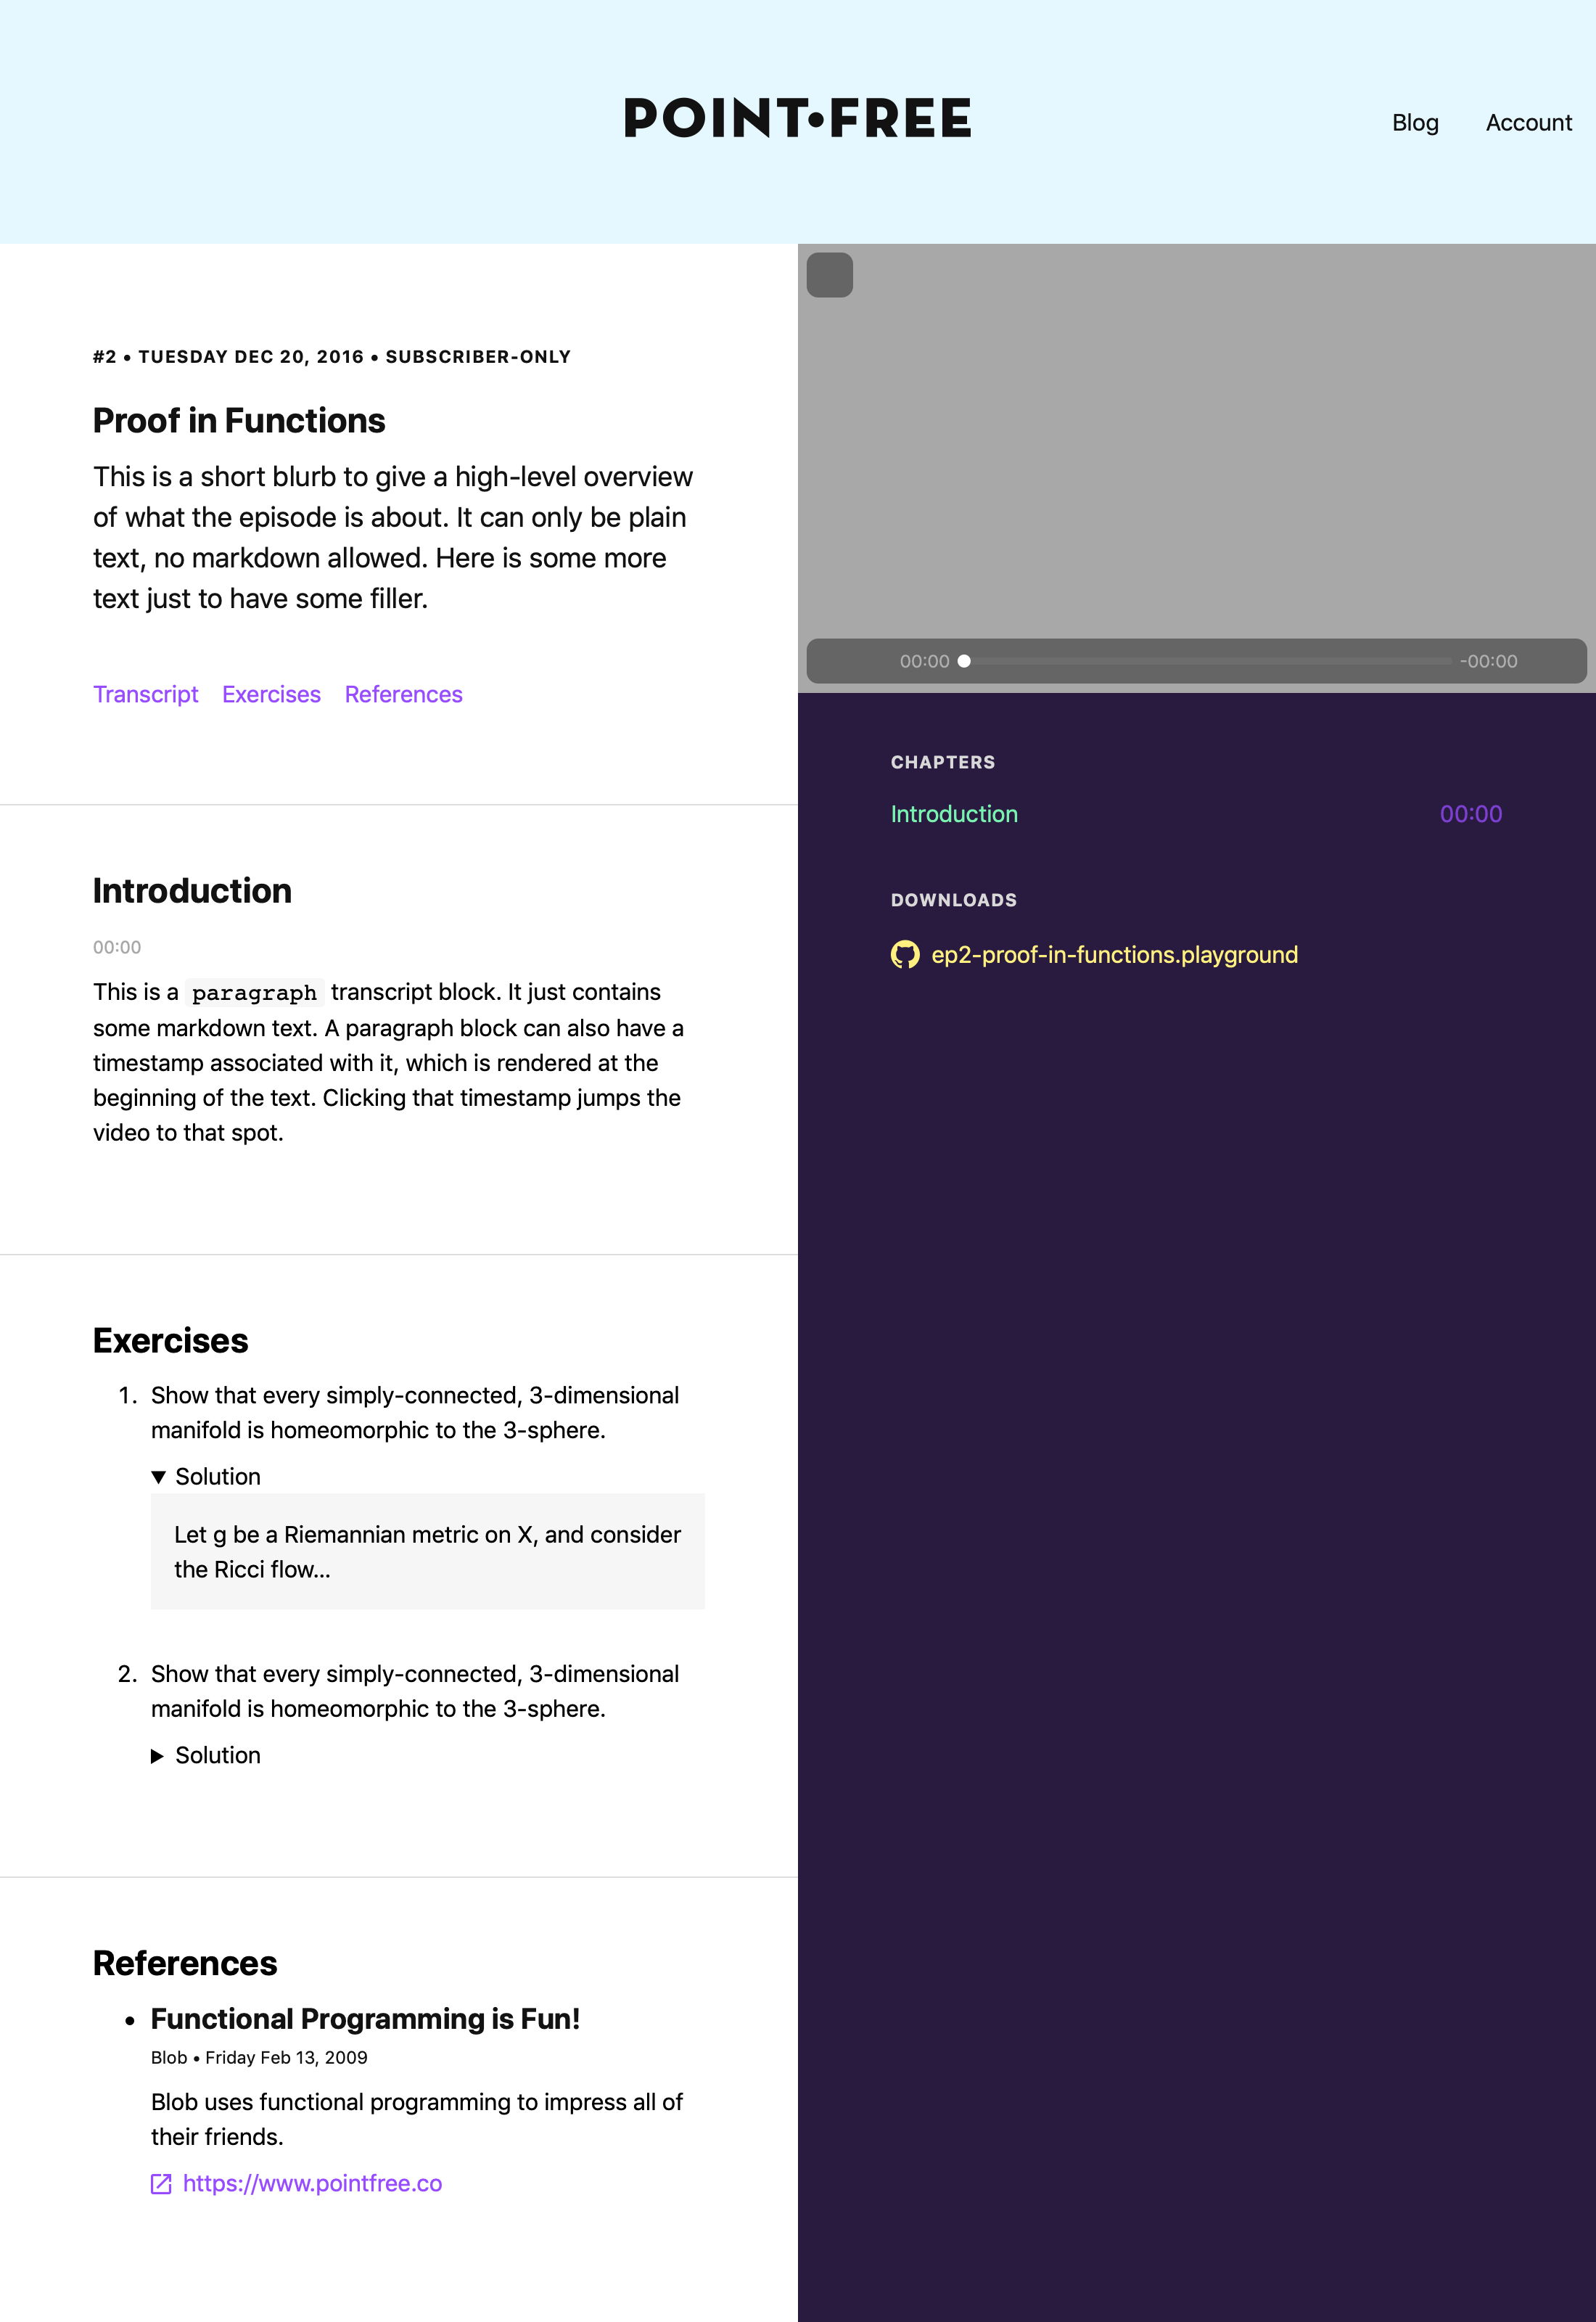 POINT•FREE
Blog
Account
#2 • TUESDAY DEC 20, 2016 • SUBSCRIBER-ONLY
Proof in Functions
This is a short blurb to give a high-level overview
of what the episode is about. It can only be plain
text, no markdown allowed. Here is some more
text just to have some filler.
Transcript Exercises References
Introduction
00:00
This is a paragraph transcript block. It just contains
some markdown text. A paragraph block can also have a
timestamp associated with it, which is rendered at the
beginning of the text. Clicking that timestamp jumps the
video to that spot.
Exercises
1. Show that every simply-connected, 3-dimensional
manifold is homeomorphic to the 3-sphere.
▼ Solution
Let g be a Riemannian metric on X, and consider
the Ricci flow...
2. Show that every simply-connected, 3-dimensional
manifold is homeomorphic to the 3-sphere.
▶ Solution
References
• Functional Programming is Fun!
Blob • Friday Feb 13, 2009
Blob uses functional programming to impress all of
their friends.
https://www.pointfree.co
00:00 -00:00
CHAPTERS
Introduction 00:00
DOWNLOADS
ep2-proof-in-functions.playground